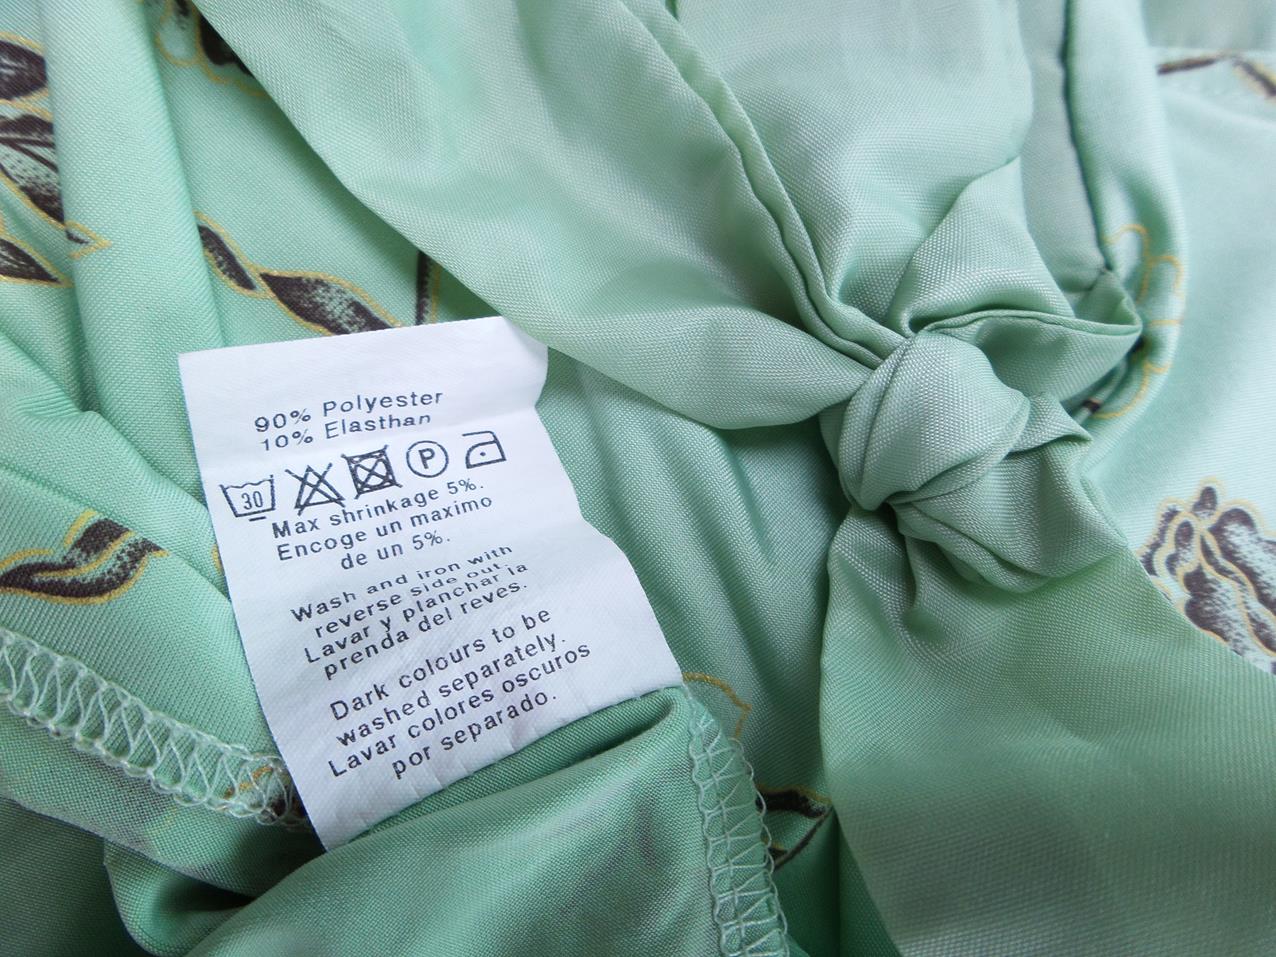 90% Polyester
10% Elasthan
30 P
Max shrinkage 5%.
Encoge un maximo
de un 5%.
Wash and iron with
reverse side out.
Lavar y planchar la
prenda del reves.
Dark colours to be
washed separately.
Lavar colores oscuros
por separado.